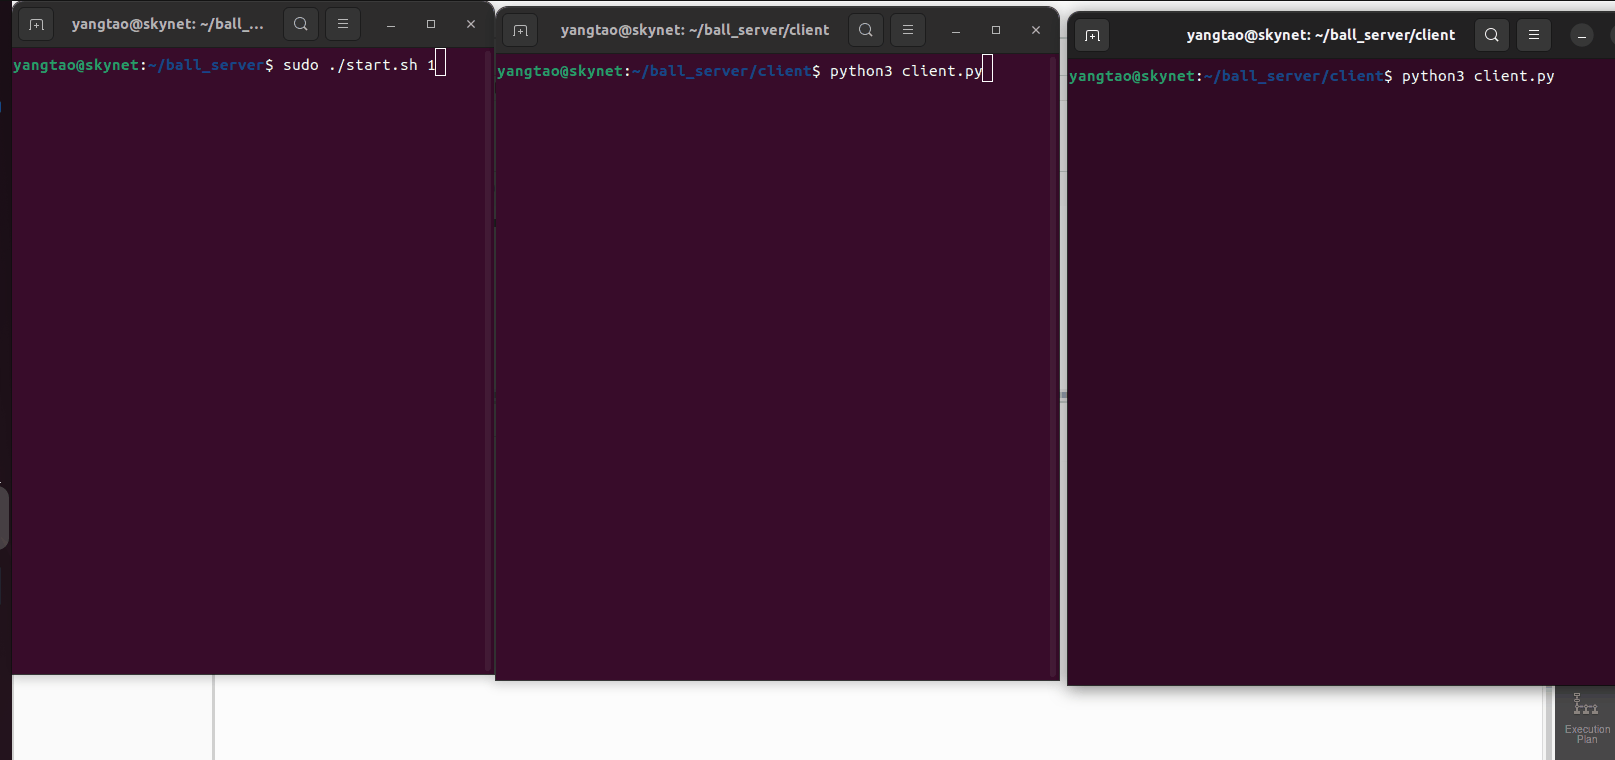 yangtao@skynet: ~/ball_...
yangtao@skynet:~/ball_server$ sudo ./start.sh 1
yangtao@skynet: ~/ball_server/client
yangtao@skynet:~/ball_server/client$ python3 client.py
yangtao@skynet: ~/ball_server/client
yangtao@skynet:~/ball_server/client$ python3 client.py
Execution
Plan